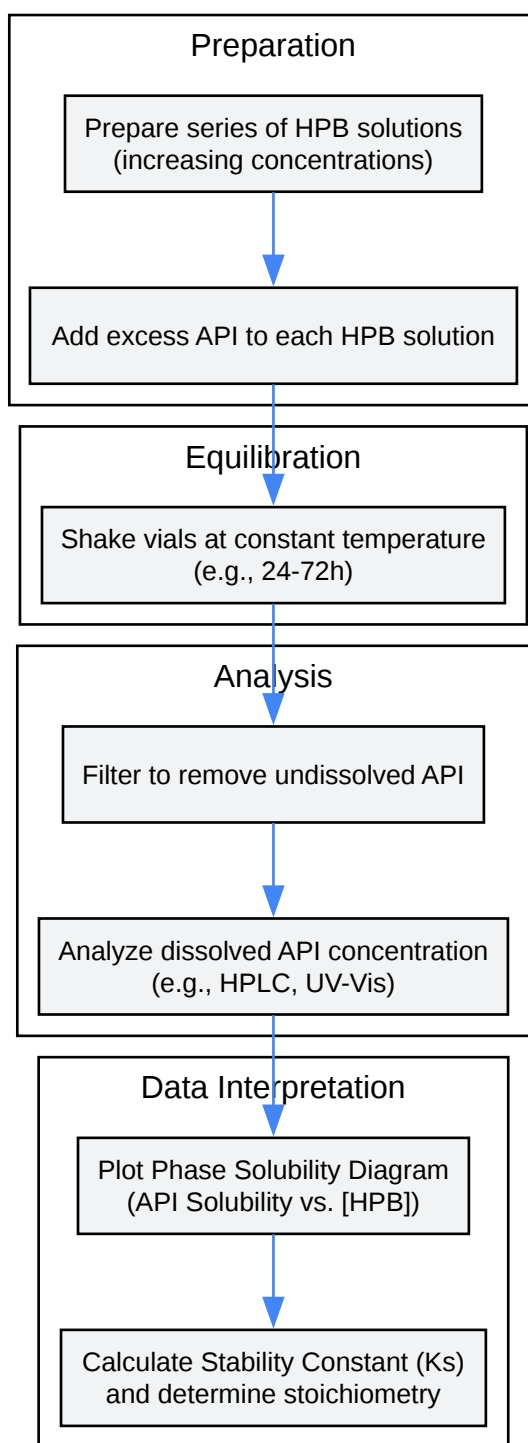 Preparation
Prepare series of HPB solutions
(increasing concentrations)
Add excess API to each HPB solution
Equilibration
Shake vials at constant temperature
(e.g., 24-72h)
Analysis
Filter to remove undissolved API
Analyze dissolved API concentration
(e.g., HPLC, UV-Vis)
Data Interpretation
Plot Phase Solubility Diagram
(API Solubility vs. [HPB])
Calculate Stability Constant (Ks)
and determine stoichiometry